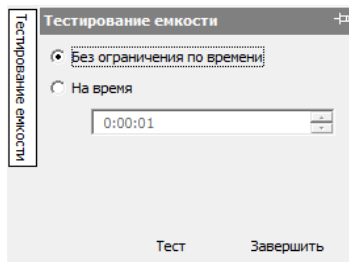 Тестирование емкости
Тестирование емкости
Без ограничения по времени
На время
0:00:01
Тест Завершить